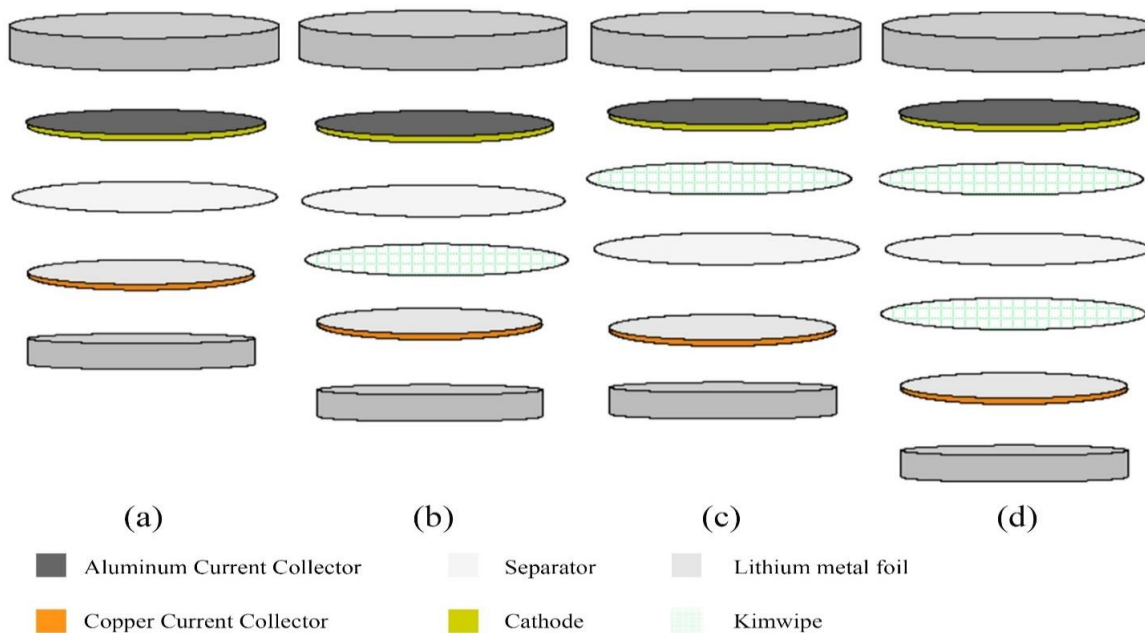 (a) (b) (c) (d)
Aluminum Current Collector Separator Lithium metal foil
Copper Current Collector Cathode Kimwipe